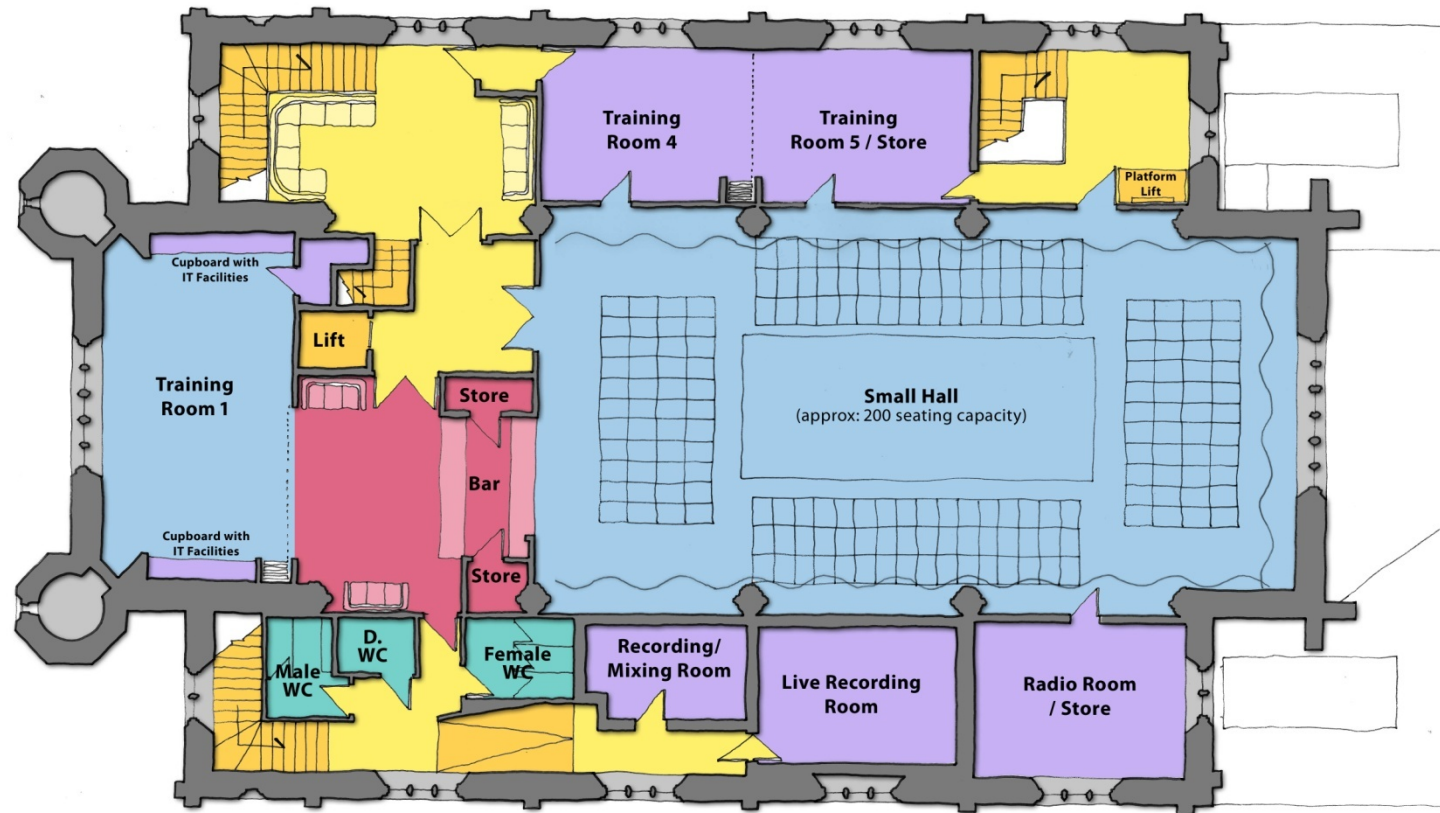 Training
Room 4
Training
Room 5 / Store
Platform
Lift
Cupboard with
IT Facilities
Lift
Training
Room 1
Store
Small Hall
(approx: 200 seating capacity)
Bar
Cupboard with
IT Facilities
Store
D.
WC
Male
WC
Female
WC
Recording/
Mixing Room
Live Recording
Room
Radio Room
/ Store